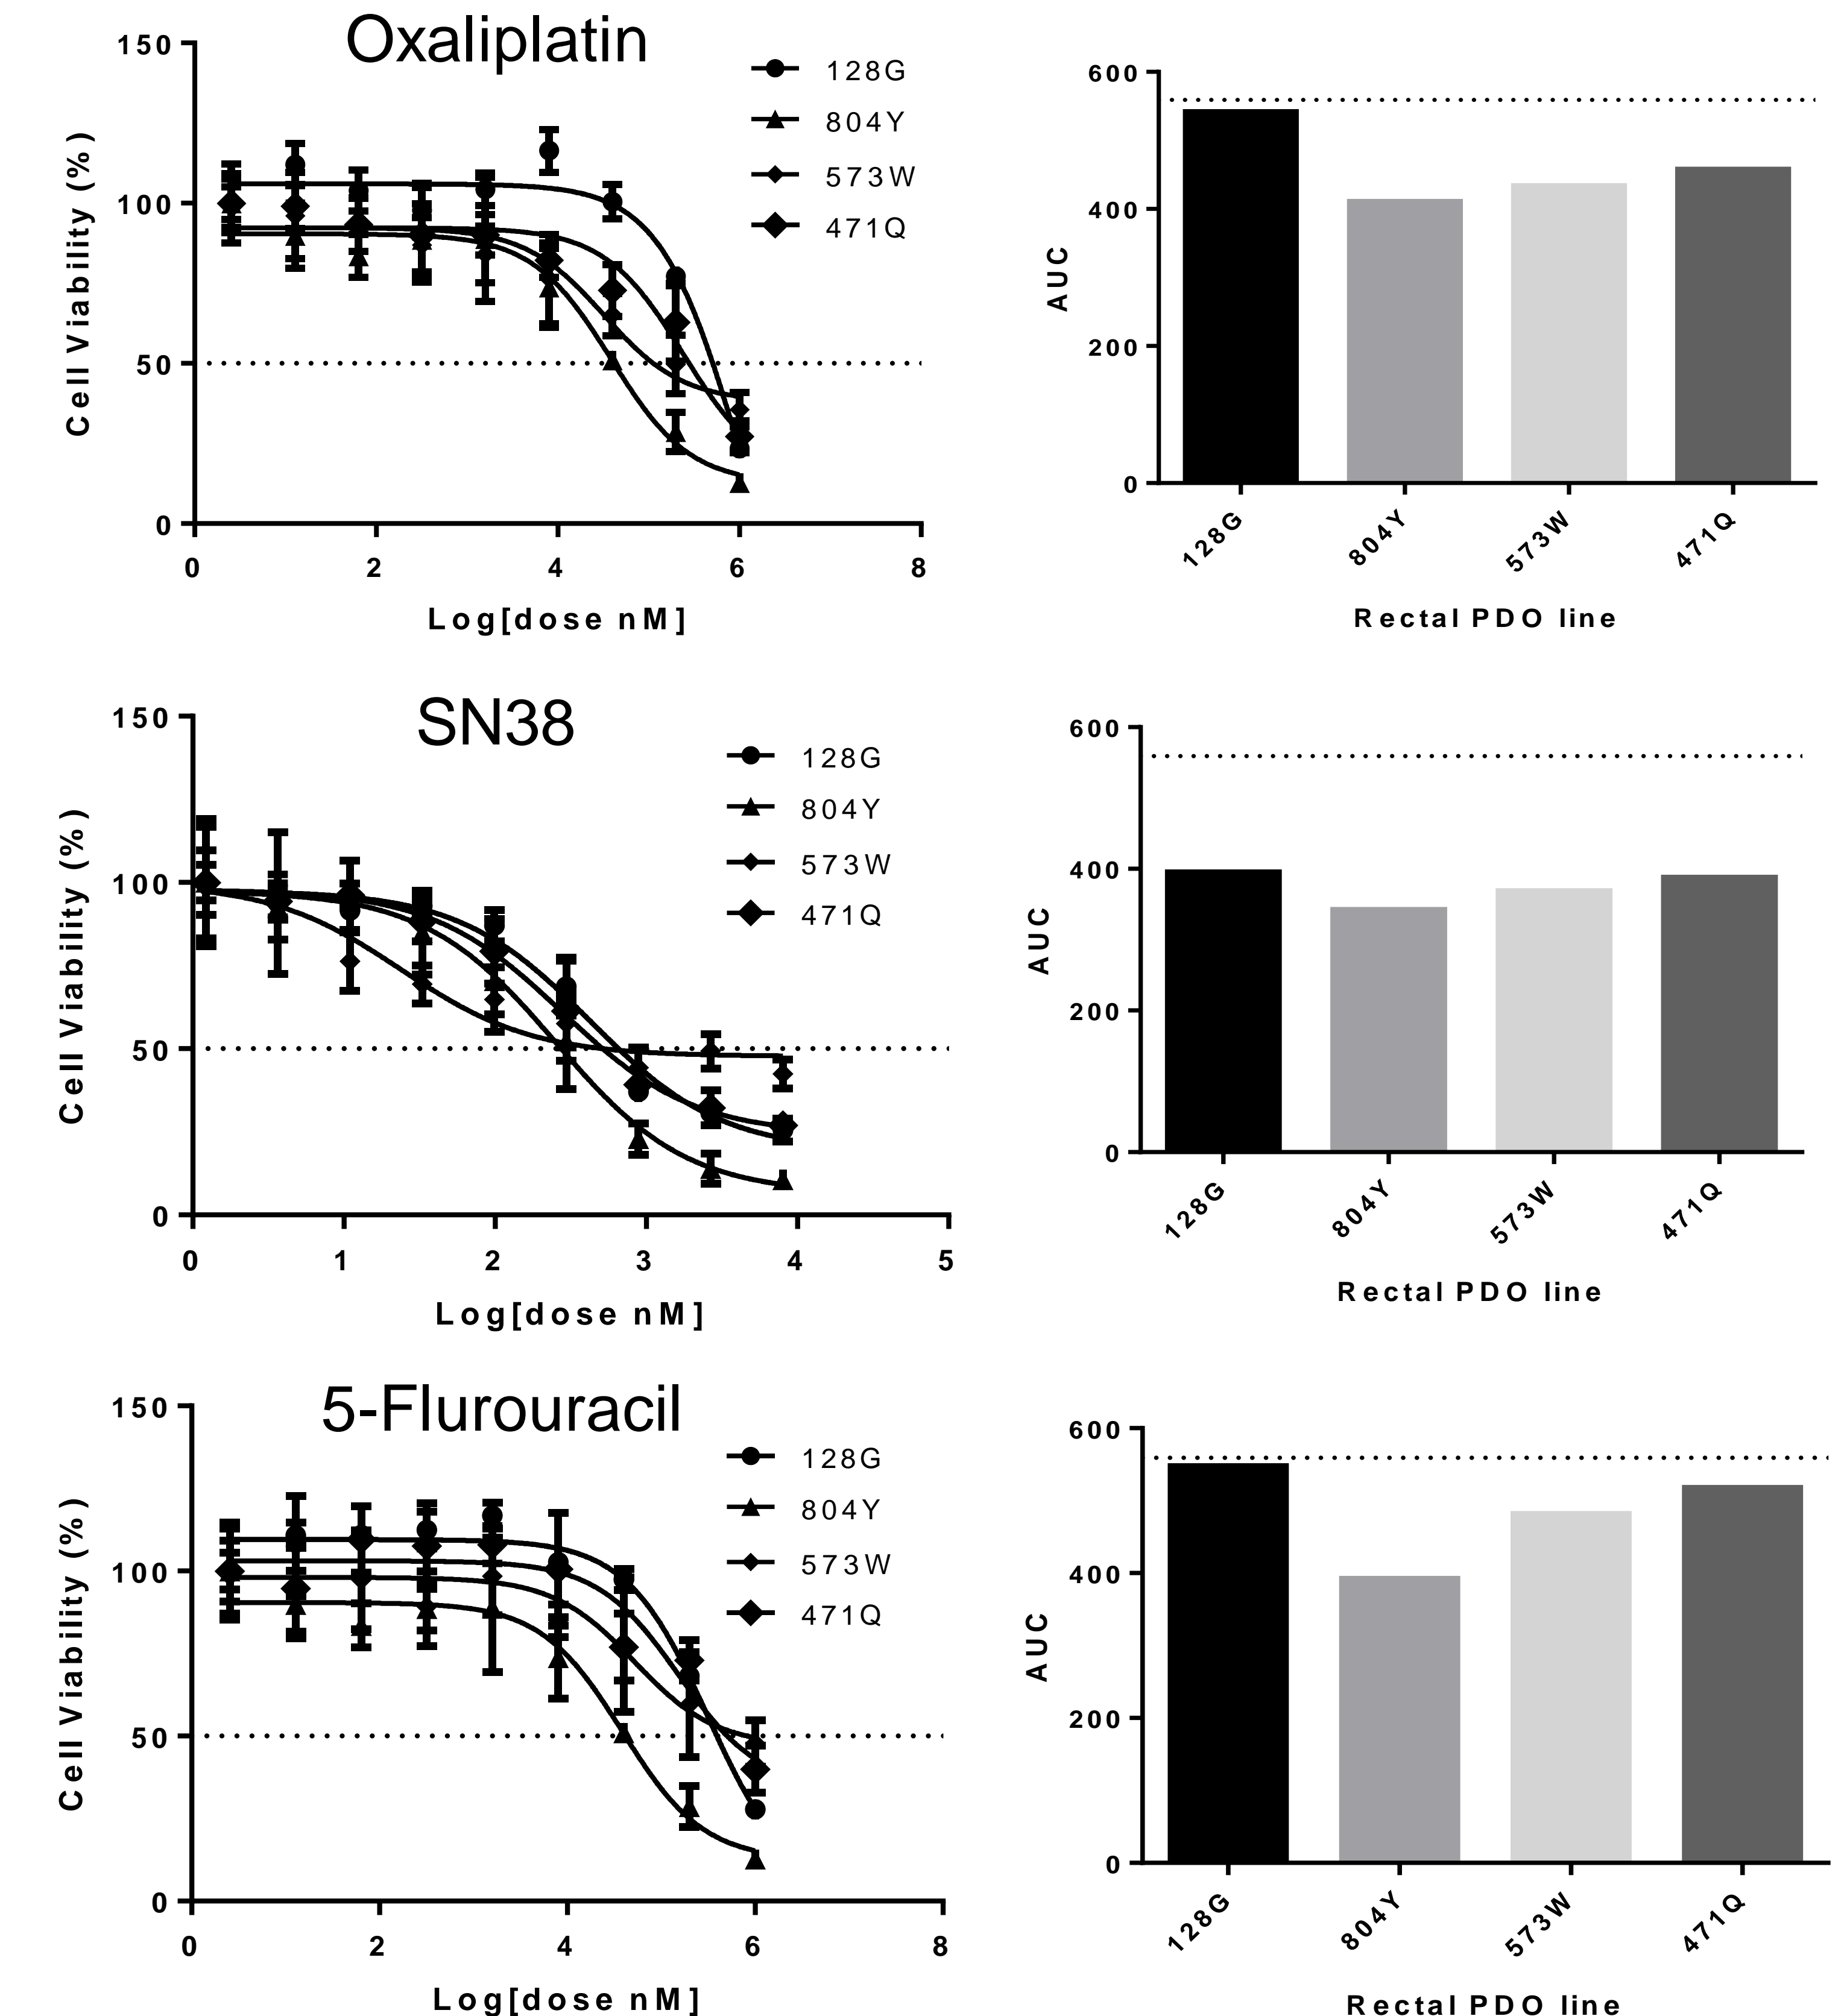 Oxaliplatin
150
100
50
0
Cell Viability (%)
128G
804Y
573W
471Q
0 2 4 6 8
Log[dose nM]
600
400
200
0
AUC
128G 804Y 573W 471Q
Rectal PDO line
SN38
150
100
50
0
Cell Viability (%)
128G
804Y
573W
471Q
0 1 2 3 4 5
Log[dose nM]
600
400
200
0
AUC
128G 804Y 573W 471Q
Rectal PDO line
5-Flurouracil
150
100
50
0
Cell Viability (%)
128G
804Y
573W
471Q
0 2 4 6 8
Log[dose nM]
600
400
200
0
AUC
128G 804Y 573W 471Q
Rectal PDO line